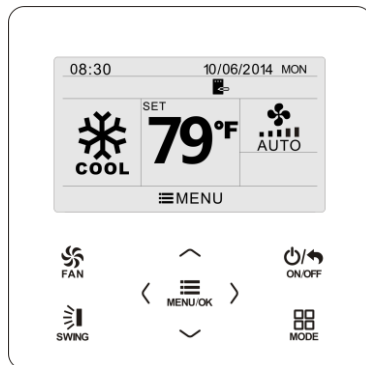 08:30 10/06/2014 MON
SET
79°F
COOL
AUTO
MENU
FAN
MENU/OK
ON/OFF
SWING
MODE